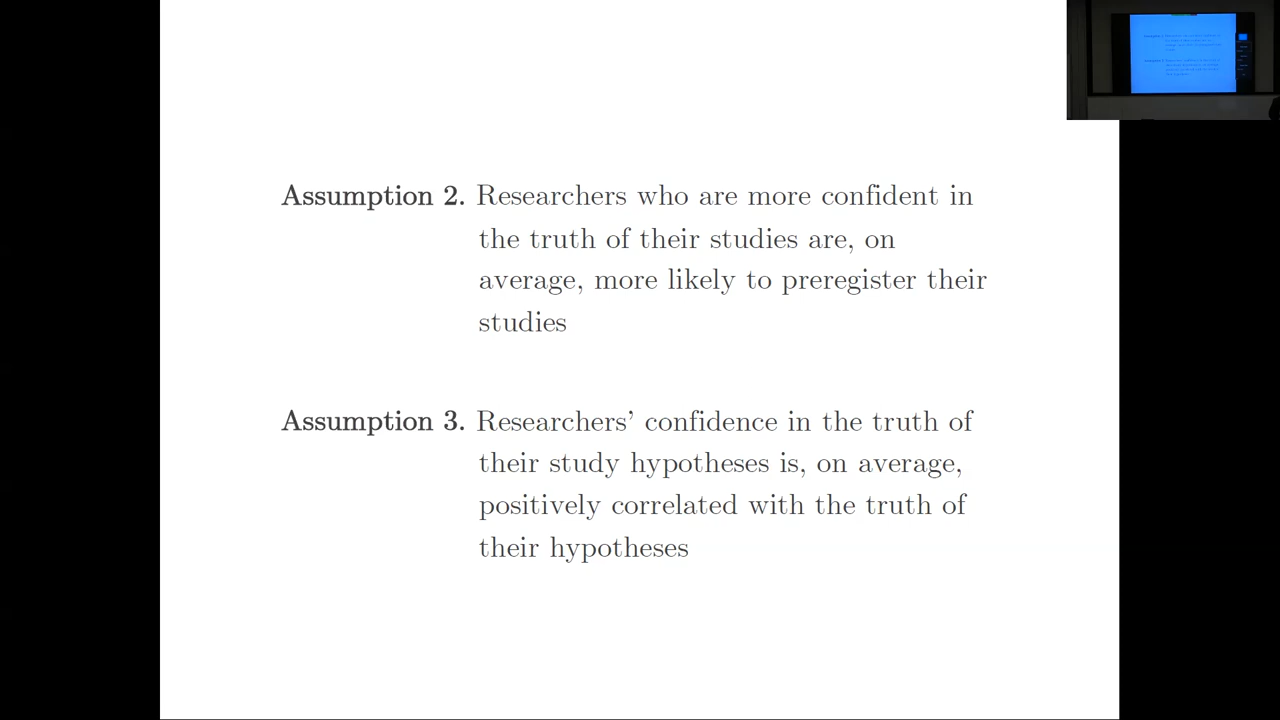 Assumption 2. Researchers who are more confident in
the truth of their studies are, on
average, more likely to preregister their
studies
Assumption 3. Researchers' confidence in the truth of
their study hypotheses is, on average,
positively correlated with the truth of
their hypotheses